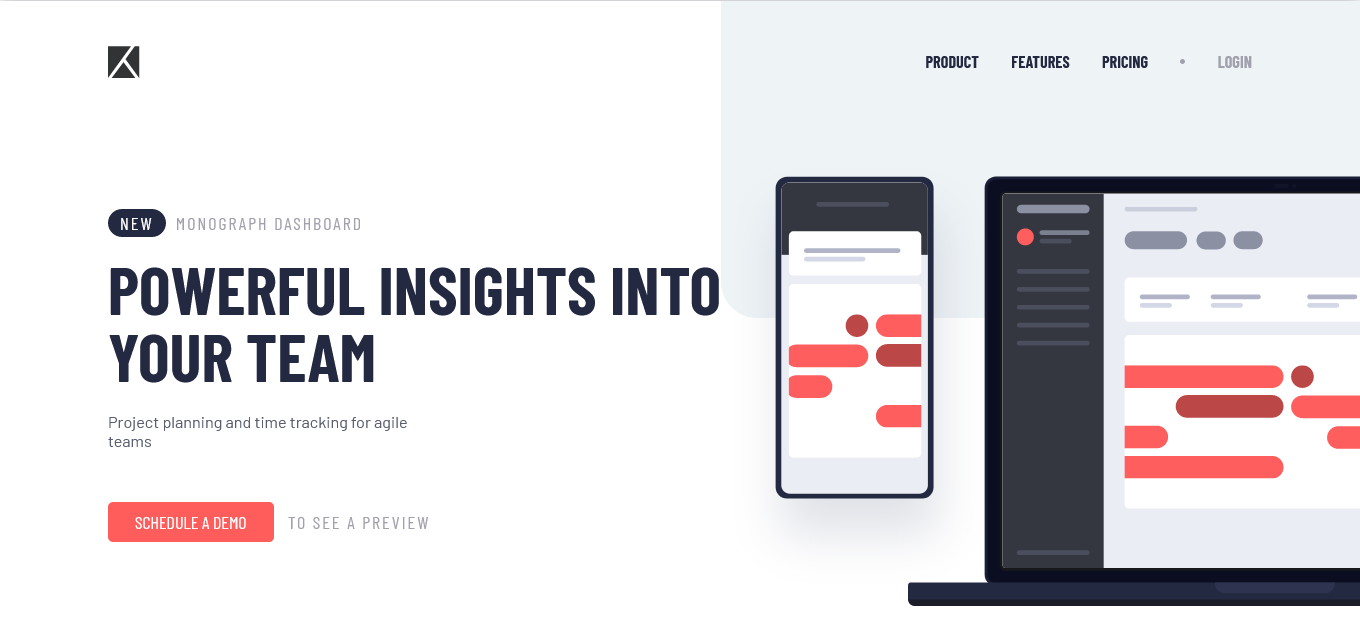 PRODUCT FEATURES PRICING • LOGIN
NEW MONOGRAPH DASHBOARD
POWERFUL INSIGHTS INTO
YOUR TEAM
Project planning and time tracking for agile
teams
SCHEDULE A DEMO TO SEE A PREVIEW